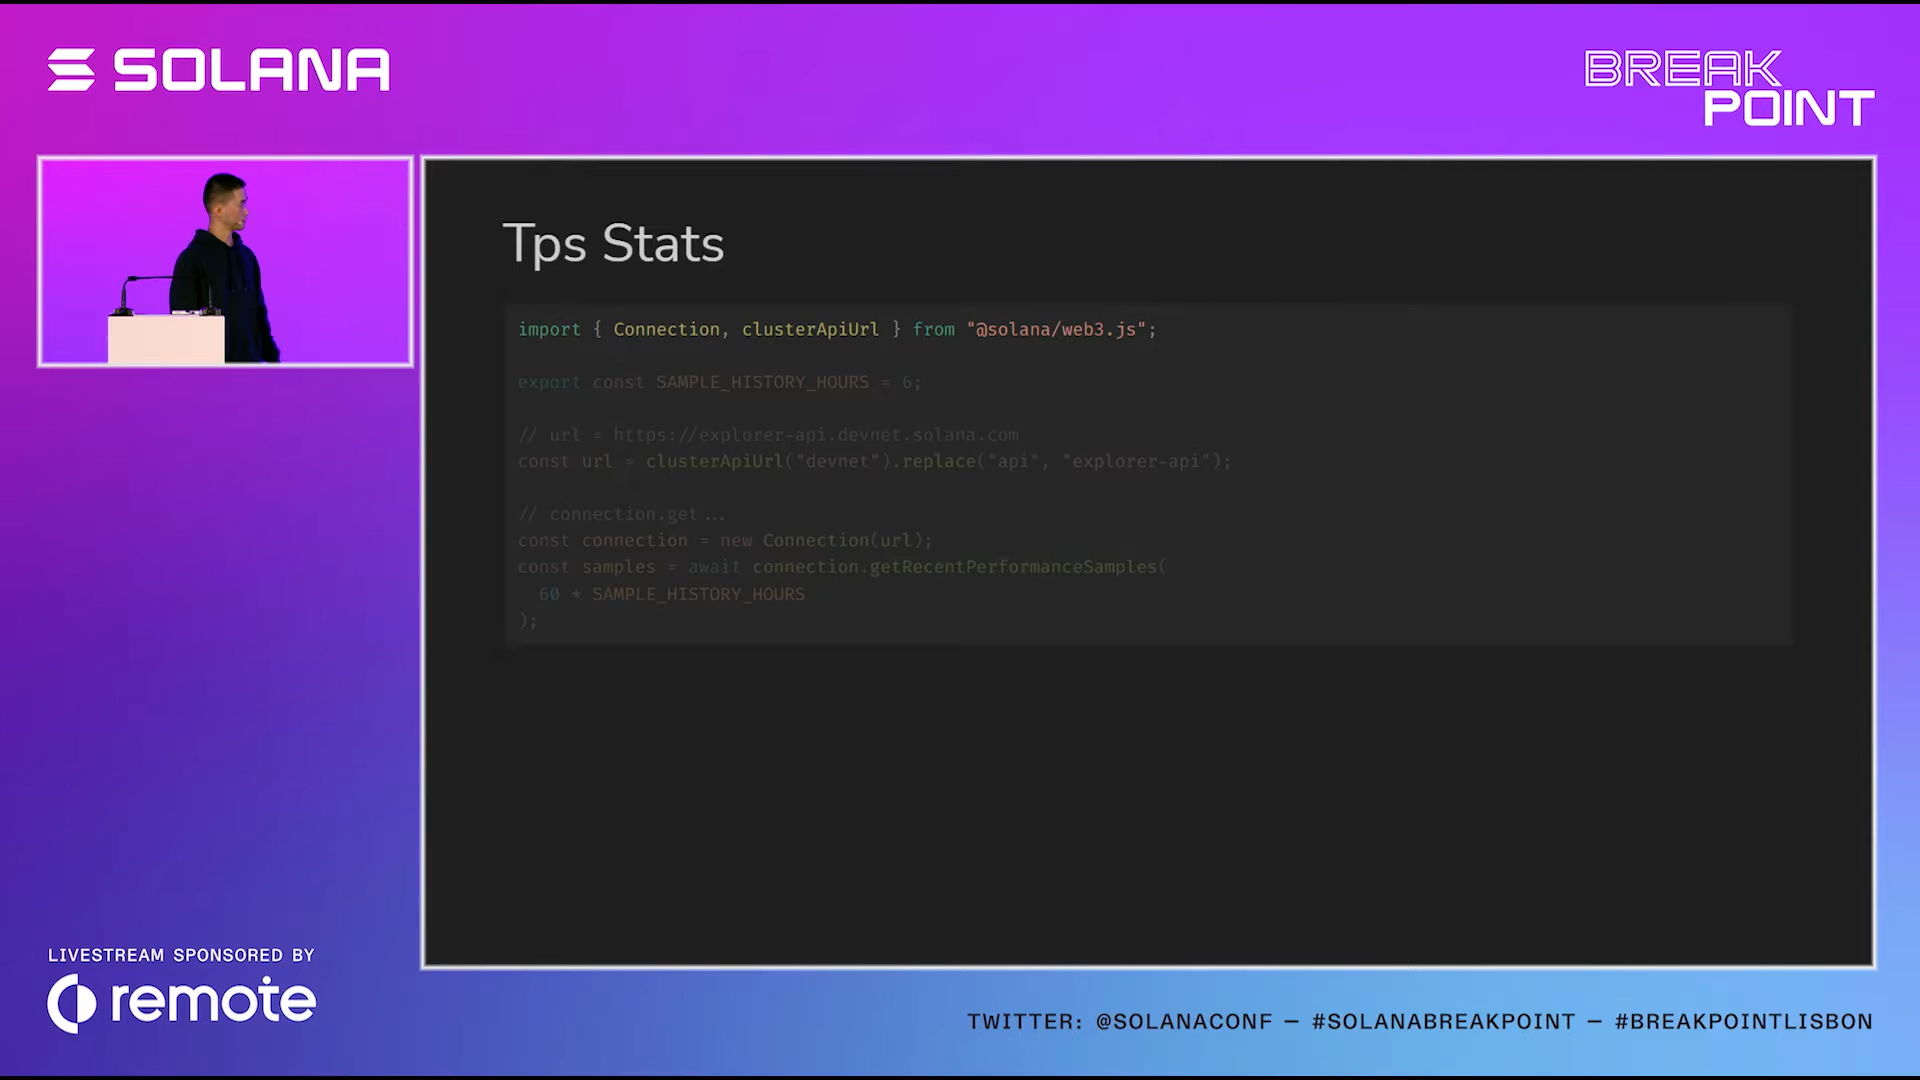 SOLANA
BREAK
POINT
Tps Stats
import { Connection, clusterApiUrl } from "@solana/web3.js";
export const SAMPLE_HISTORY_HOURS = 6;
// url = https://explorer-api.devnet.solana.com
const url = clusterApiUrl("devnet").replace("api", "explorer-api");
// connection.get...
const connection = new Connection(url);
const samples = await connection.getRecentPerformanceSamples(
60 * SAMPLE_HISTORY_HOURS
);
LIVESTREAM SPONSORED BY
remote
TWITTER: @SOLANACONF — #SOLANABREAKPOINT — #BREAKPOINTLISBON